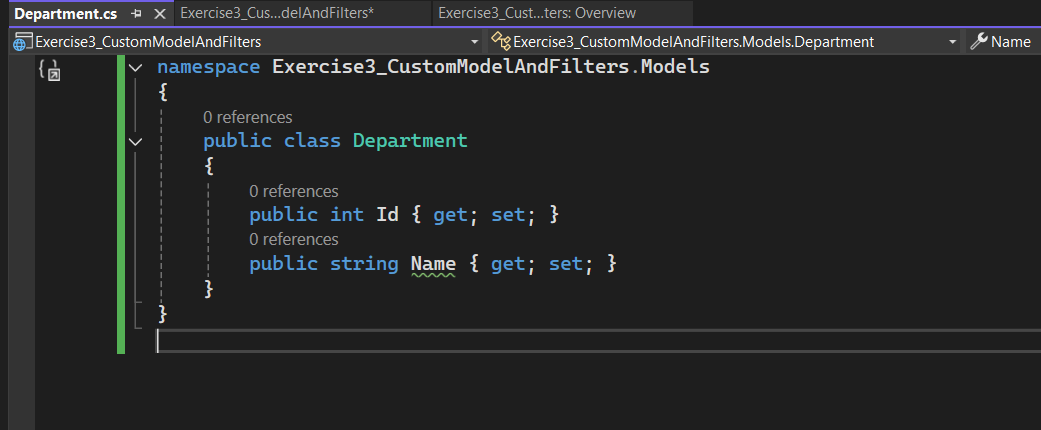 Department.cs Exercise3_Cus...delAndFilters* Exercise3_Cust...ters: Overview
Exercise3_CustomModelAndFilters Exercise3_CustomModelAndFilters.Models.Department Name
namespace Exercise3_CustomModelAndFilters.Models
{
0 references
public class Department
{
0 references
public int Id { get; set; }
0 references
public string Name { get; set; }
}
}